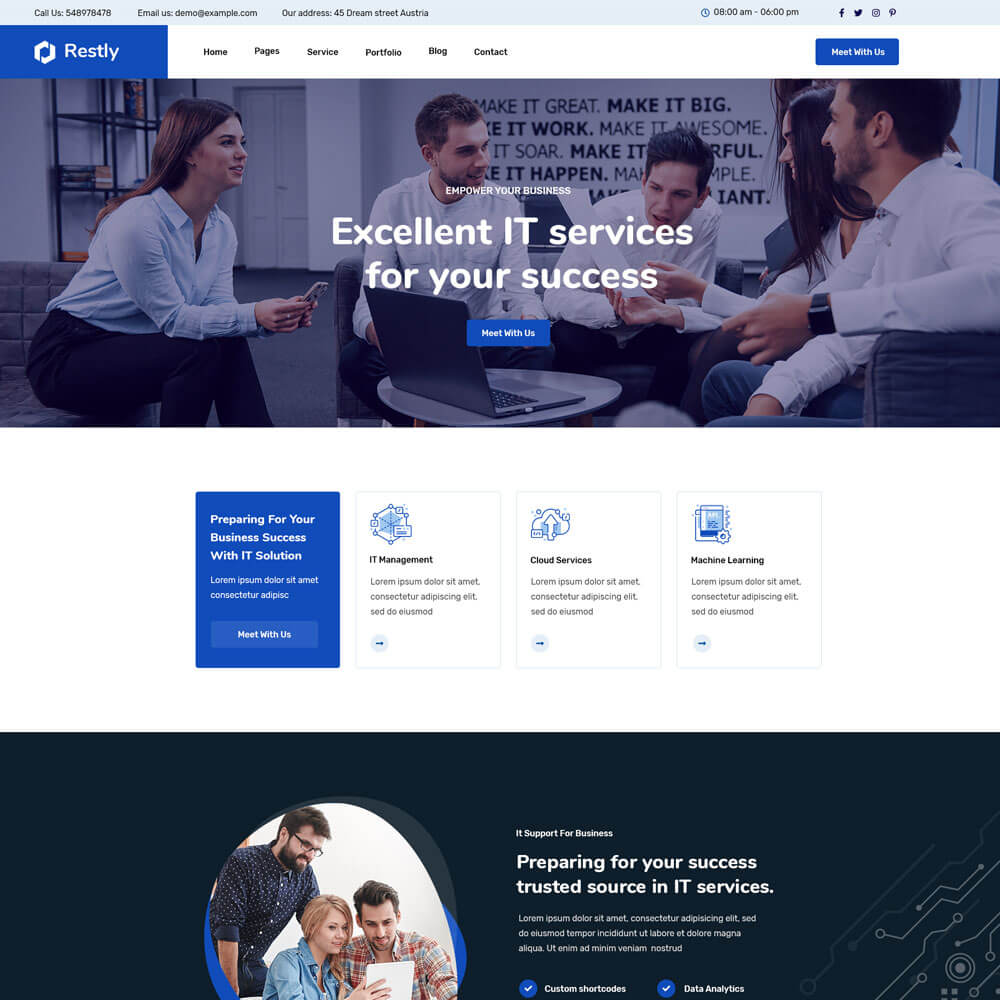 Call Us: 548978478 Email us: demo@example.com Our address: 45 Dream street Austria 08:00 am - 06:00 pm
Restly Home Pages Service Portfolio Blog Contact Meet With Us
MAKE IT GREAT. MAKE IT BIG.
KE IT WORK. MAKE IT AWESOME.
IT SOAR. MAKE IT RFUL.
KE IT HAPPEN. MAKE MPLE.
MAKE IANT.
EMPOWER YOUR BUSINESS
Excellent IT services
for your success
Meet With Us
Preparing For Your
Business Success
With IT Solution
Lorem ipsum dolor sit amet
consectetur adipisc
Meet With Us
IT Management
Lorem ipsum dolor sit amet,
consectetur adipiscing elit,
sed do eiusmod
Cloud Services
Lorem ipsum dolor sit amet,
consectetur adipiscing elit,
sed do eiusmod
Machine Learning
Lorem ipsum dolor sit amet,
consectetur adipiscing elit,
sed do eiusmod
It Support For Business
Preparing for your success
trusted source in IT services.
Lorem ipsum dolor sit amet, consectetur adipisicing elit, sed
do eiusmod tempor incididunt ut labore et dolore magna
aliqua. Ut enim ad minim veniam nostrud
Custom shortcodes Data Analytics